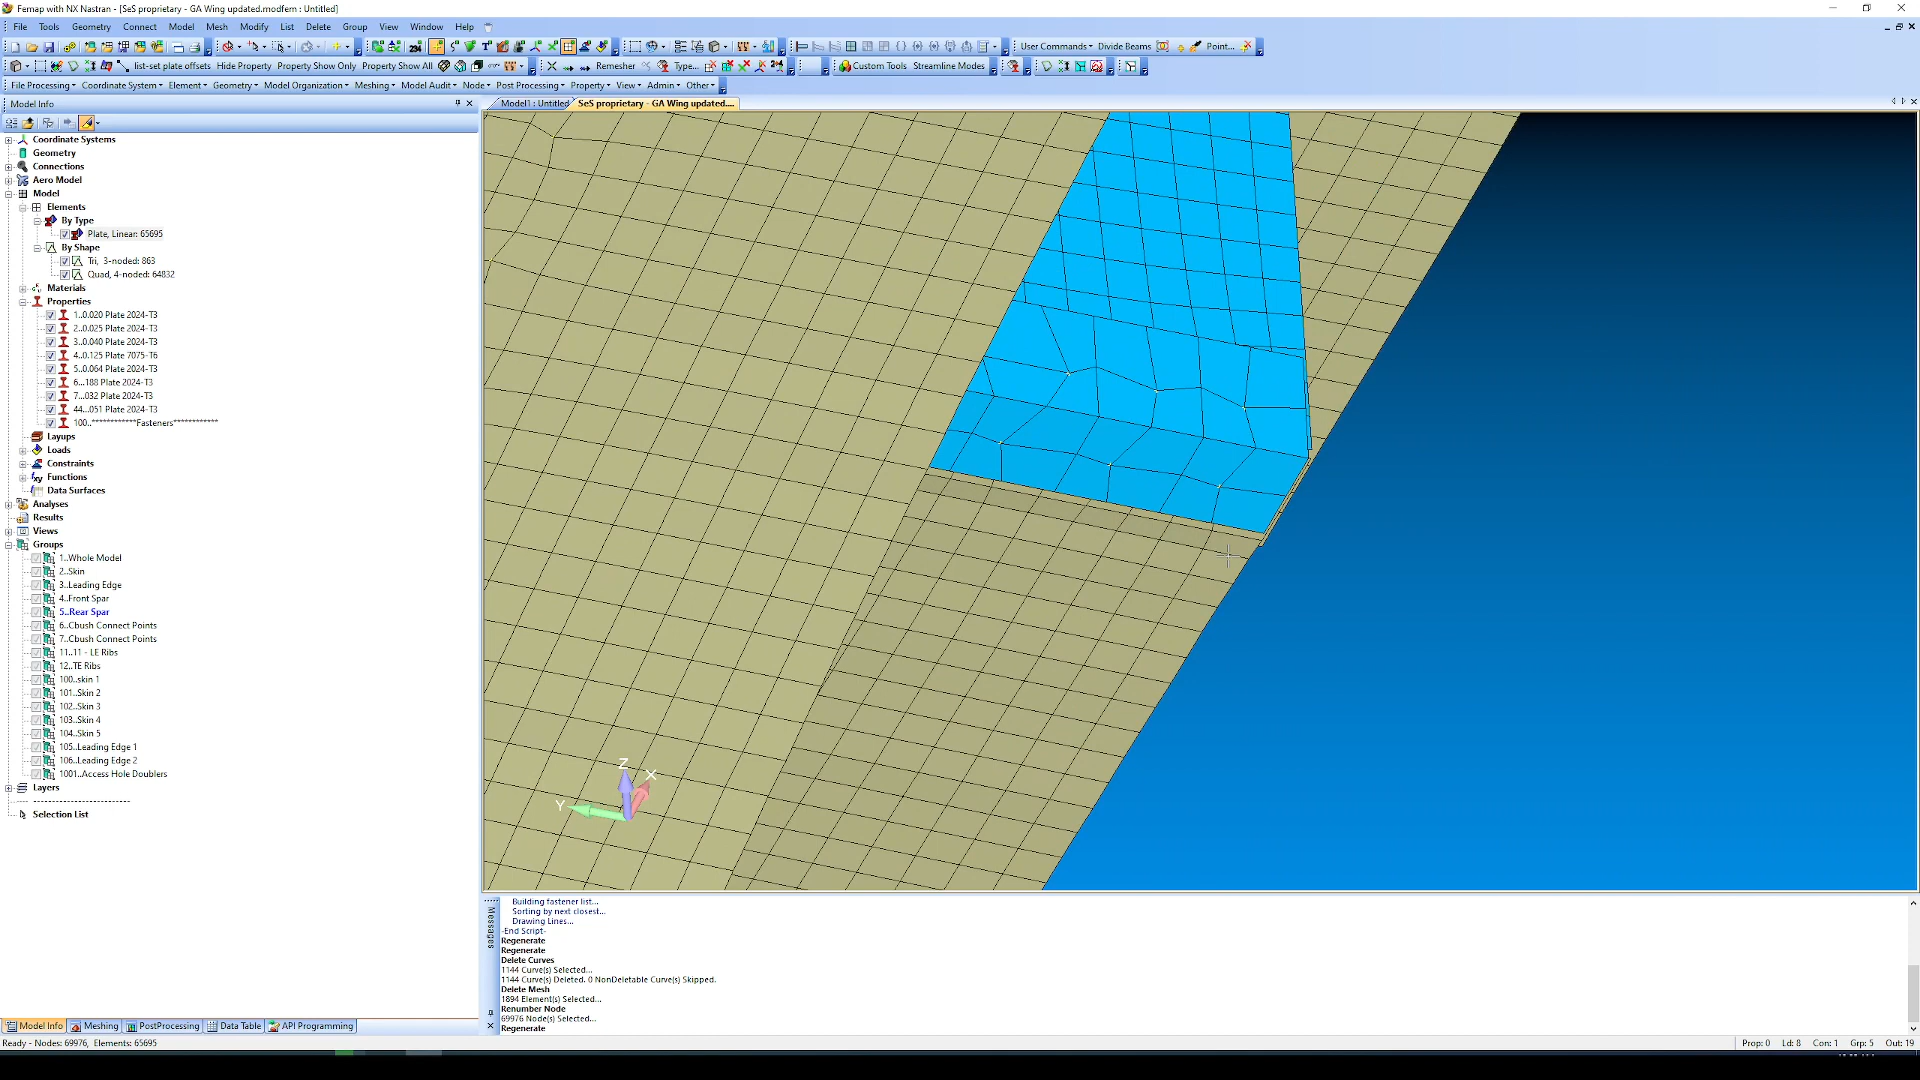 Femap with NX Nastran - [SeS proprietary - GA Wing updated.modfem : Untitled]
File Tools Geometry Connect Model Mesh Modify List Delete Group View Window Help
User Commands Divide Beams Point...
list-set plate offsets Hide Property Property Show Only Property Show All Remesher Type... Custom Tools Streamline Modes
File Processing Coordinate System Element Geometry Model Organization Meshing Model Audit Node Post Processing Property View Admin Other
Model Info
Model1 : Untitled SeS proprietary - GA Wing updated....
Coordinate Systems
Geometry
Connections
Aero Model
Model
Elements
By Type
Plate, Linear: 65695
By Shape
Tri, 3-noded: 863
Quad, 4-noded: 64832
Materials
Properties
1..0.020 Plate 2024-T3
2..0.025 Plate 2024-T3
3..0.040 Plate 2024-T3
4..0.125 Plate 7075-T6
5..0.064 Plate 2024-T3
6...188 Plate 2024-T3
7...032 Plate 2024-T3
44...051 Plate 2024-T3
100..************Fasteners************
Layups
Loads
Constraints
Functions
Data Surfaces
Analyses
Results
Views
Groups
1..Whole Model
2..Skin
3..Leading Edge
4..Front Spar
5..Rear Spar
6..Cbush Connect Points
7..Cbush Connect Points
11..11 - LE Ribs
12..TE Ribs
100..skin 1
101..Skin 2
102..Skin 3
103..Skin 4
104..Skin 5
105..Leading Edge 1
106..Leading Edge 2
1001..Access Hole Doublers
Layers
---------------------------
Selection List
Z
X
Y
Messages
Building fastener list...
Sorting by next closest...
Drawing Lines...
-End Script-
Regenerate
Regenerate
Delete Curves
1144 Curve(s) Selected...
1144 Curve(s) Deleted. 0 NonDeletable Curve(s) Skipped.
Delete Mesh
1894 Element(s) Selected...
Renumber Node
69976 Node(s) Selected...
Regenerate
Model Info Meshing PostProcessing Data Table API Programming
Ready - Nodes: 69976, Elements: 65695 Prop: 0 Ld: 8 Con: 1 Grp: 5 Out: 19